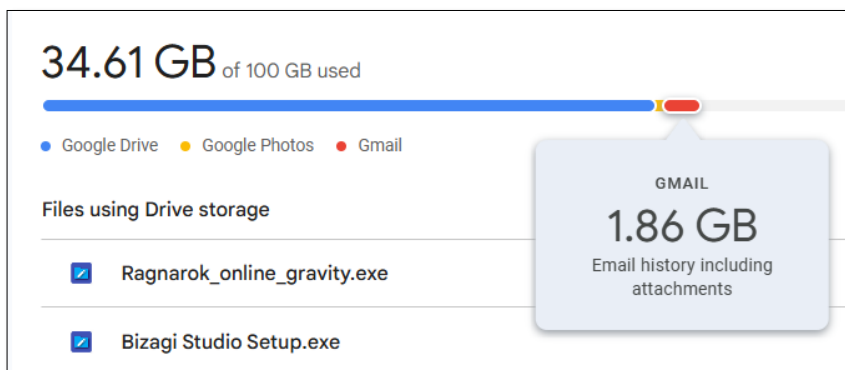 34.61 GB of 100 GB used
Google Drive Google Photos Gmail
GMAIL
1.86 GB
Email history including
attachments
Files using Drive storage
Ragnarok_online_gravity.exe
Bizagi Studio Setup.exe